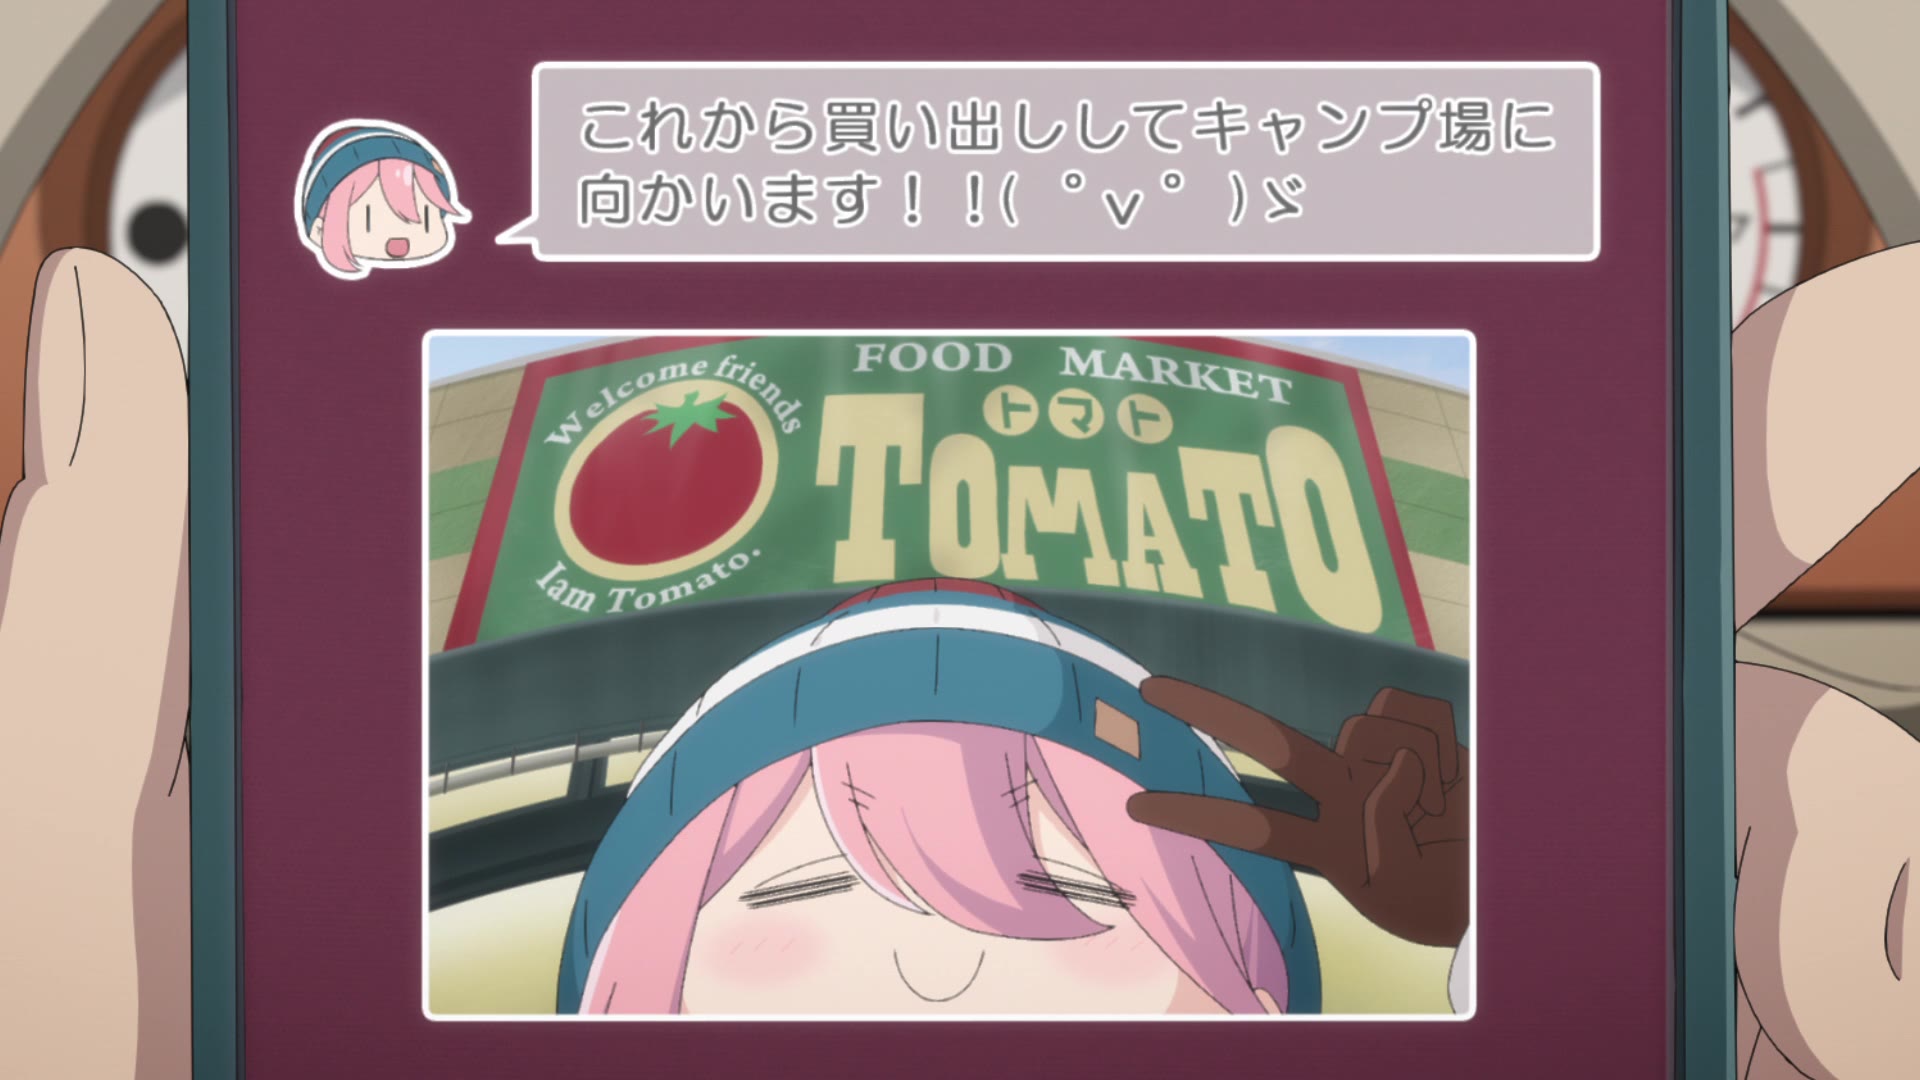 これから買い出ししてキャンプ場に
向かいます！！( ﾟvﾟ )ゞ
FOOD MARKET
Welcome friends
トマト
TOMATO
Iam Tomato.